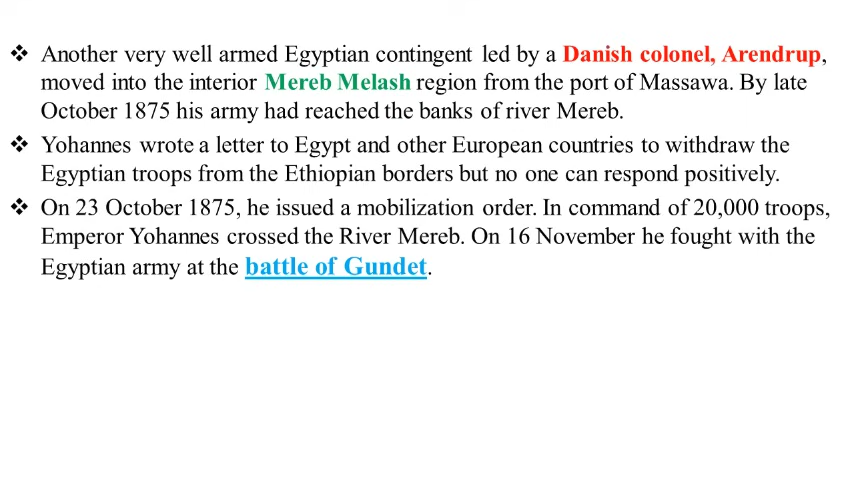 ❖ Another very well armed Egyptian contingent led by a Danish colonel, Arendrup,
moved into the interior Mereb Melash region from the port of Massawa. By late
October 1875 his army had reached the banks of river Mereb.
❖ Yohannes wrote a letter to Egypt and other European countries to withdraw the
Egyptian troops from the Ethiopian borders but no one can respond positively.
❖ On 23 October 1875, he issued a mobilization order. In command of 20,000 troops,
Emperor Yohannes crossed the River Mereb. On 16 November he fought with the
Egyptian army at the battle of Gundet.